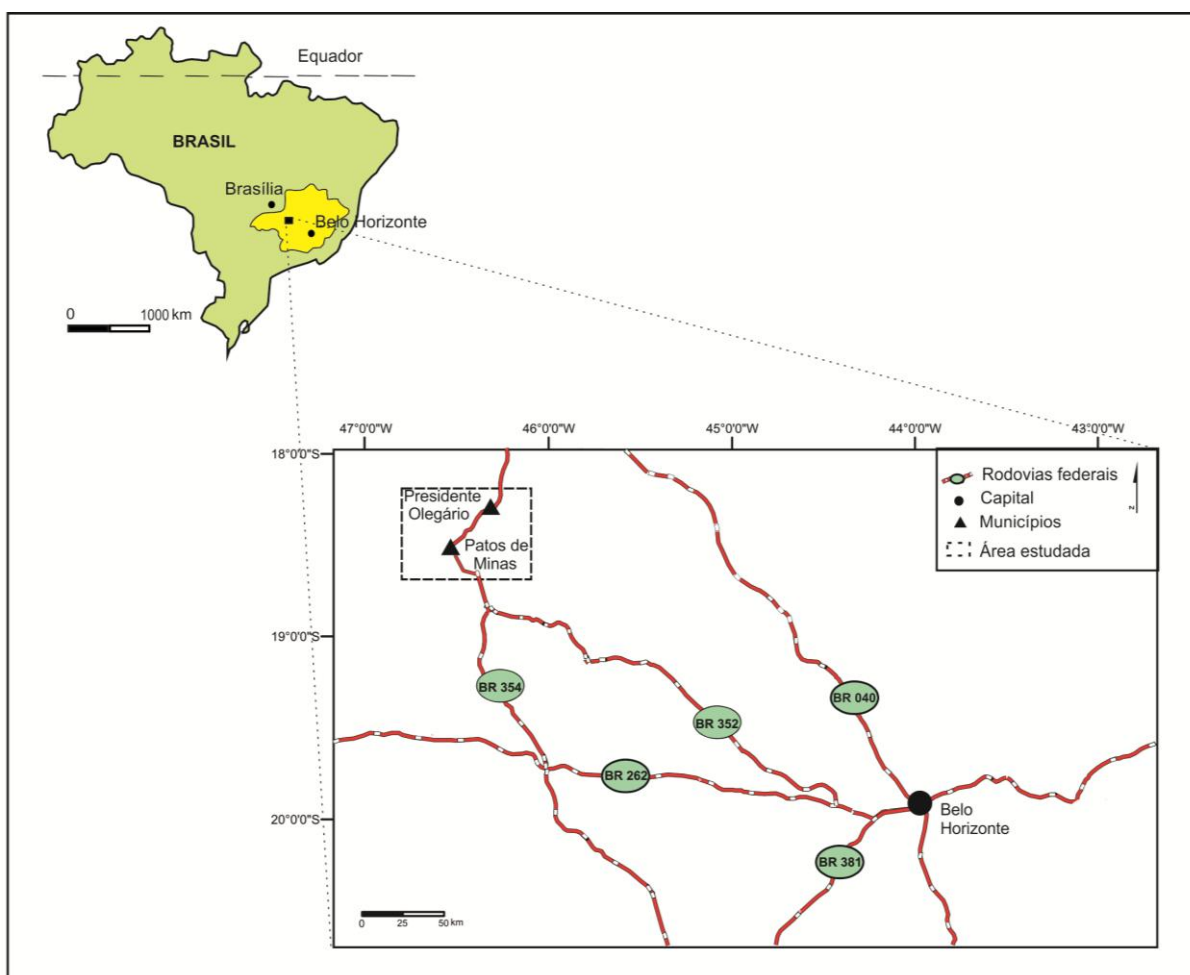 Equador
BRASIL
Brasília
Belo Horizonte
0 1000 km
47°0'0"W 46°0'0"W 45°0'0"W 44°0'0"W 43°0'0"W
18°0'0"S
19°0'0"S
20°0'0"S
Presidente
Olegário
Patos de
Minas
Rodovias federais
Capital
Municípios
Área estudada
z
BR 354
BR 352
BR 040
BR 262
BR 381
Belo
Horizonte
0 25 50 km